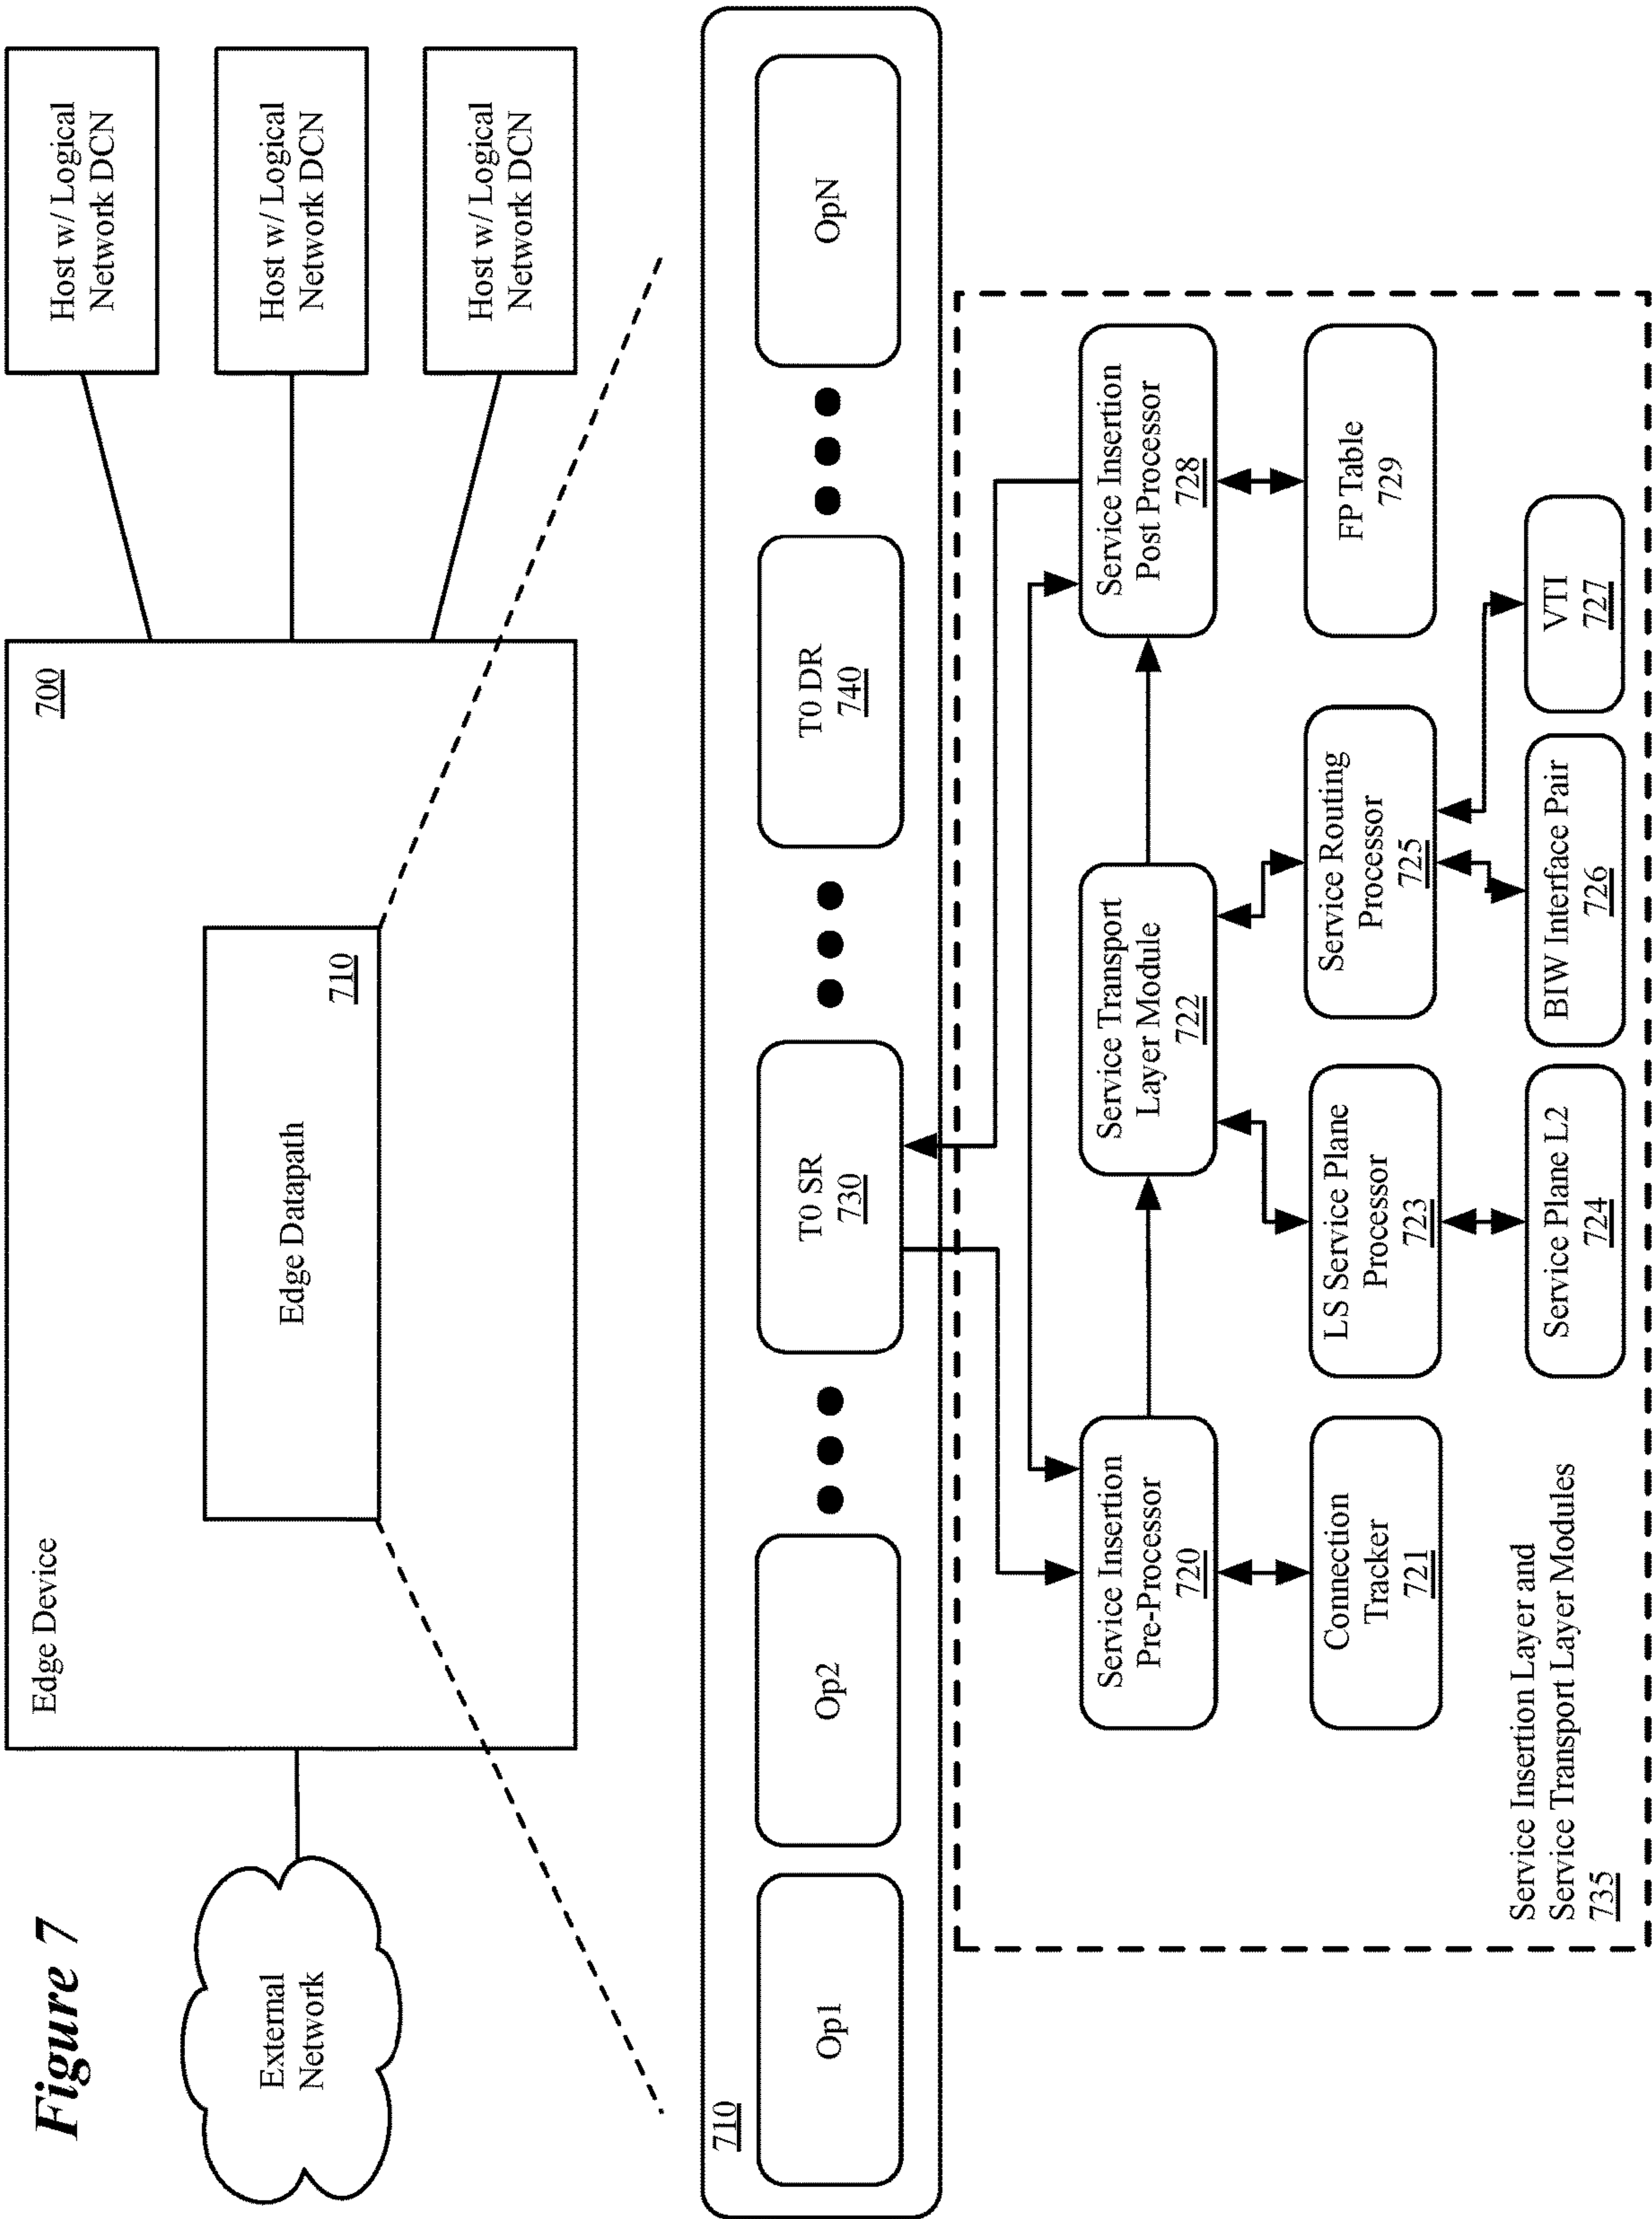 Figure 7
External
Network
Edge Device
700
Edge Datapath
710
Host w/ Logical
Network DCN
Host w/ Logical
Network DCN
Host w/ Logical
Network DCN
710
Op1
Op2
T0 SR
730
T0 DR
740
OpN
Service Insertion
Pre-Processor
720
Service Transport
Layer Module
722
Service Insertion
Post Processor
728
Connection
Tracker
721
LS Service Plane
Processor
723
Service Routing
Processor
725
FP Table
729
Service Plane L2
724
BIW Interface Pair
726
VTI
727
Service Insertion Layer and
Service Transport Layer Modules
735